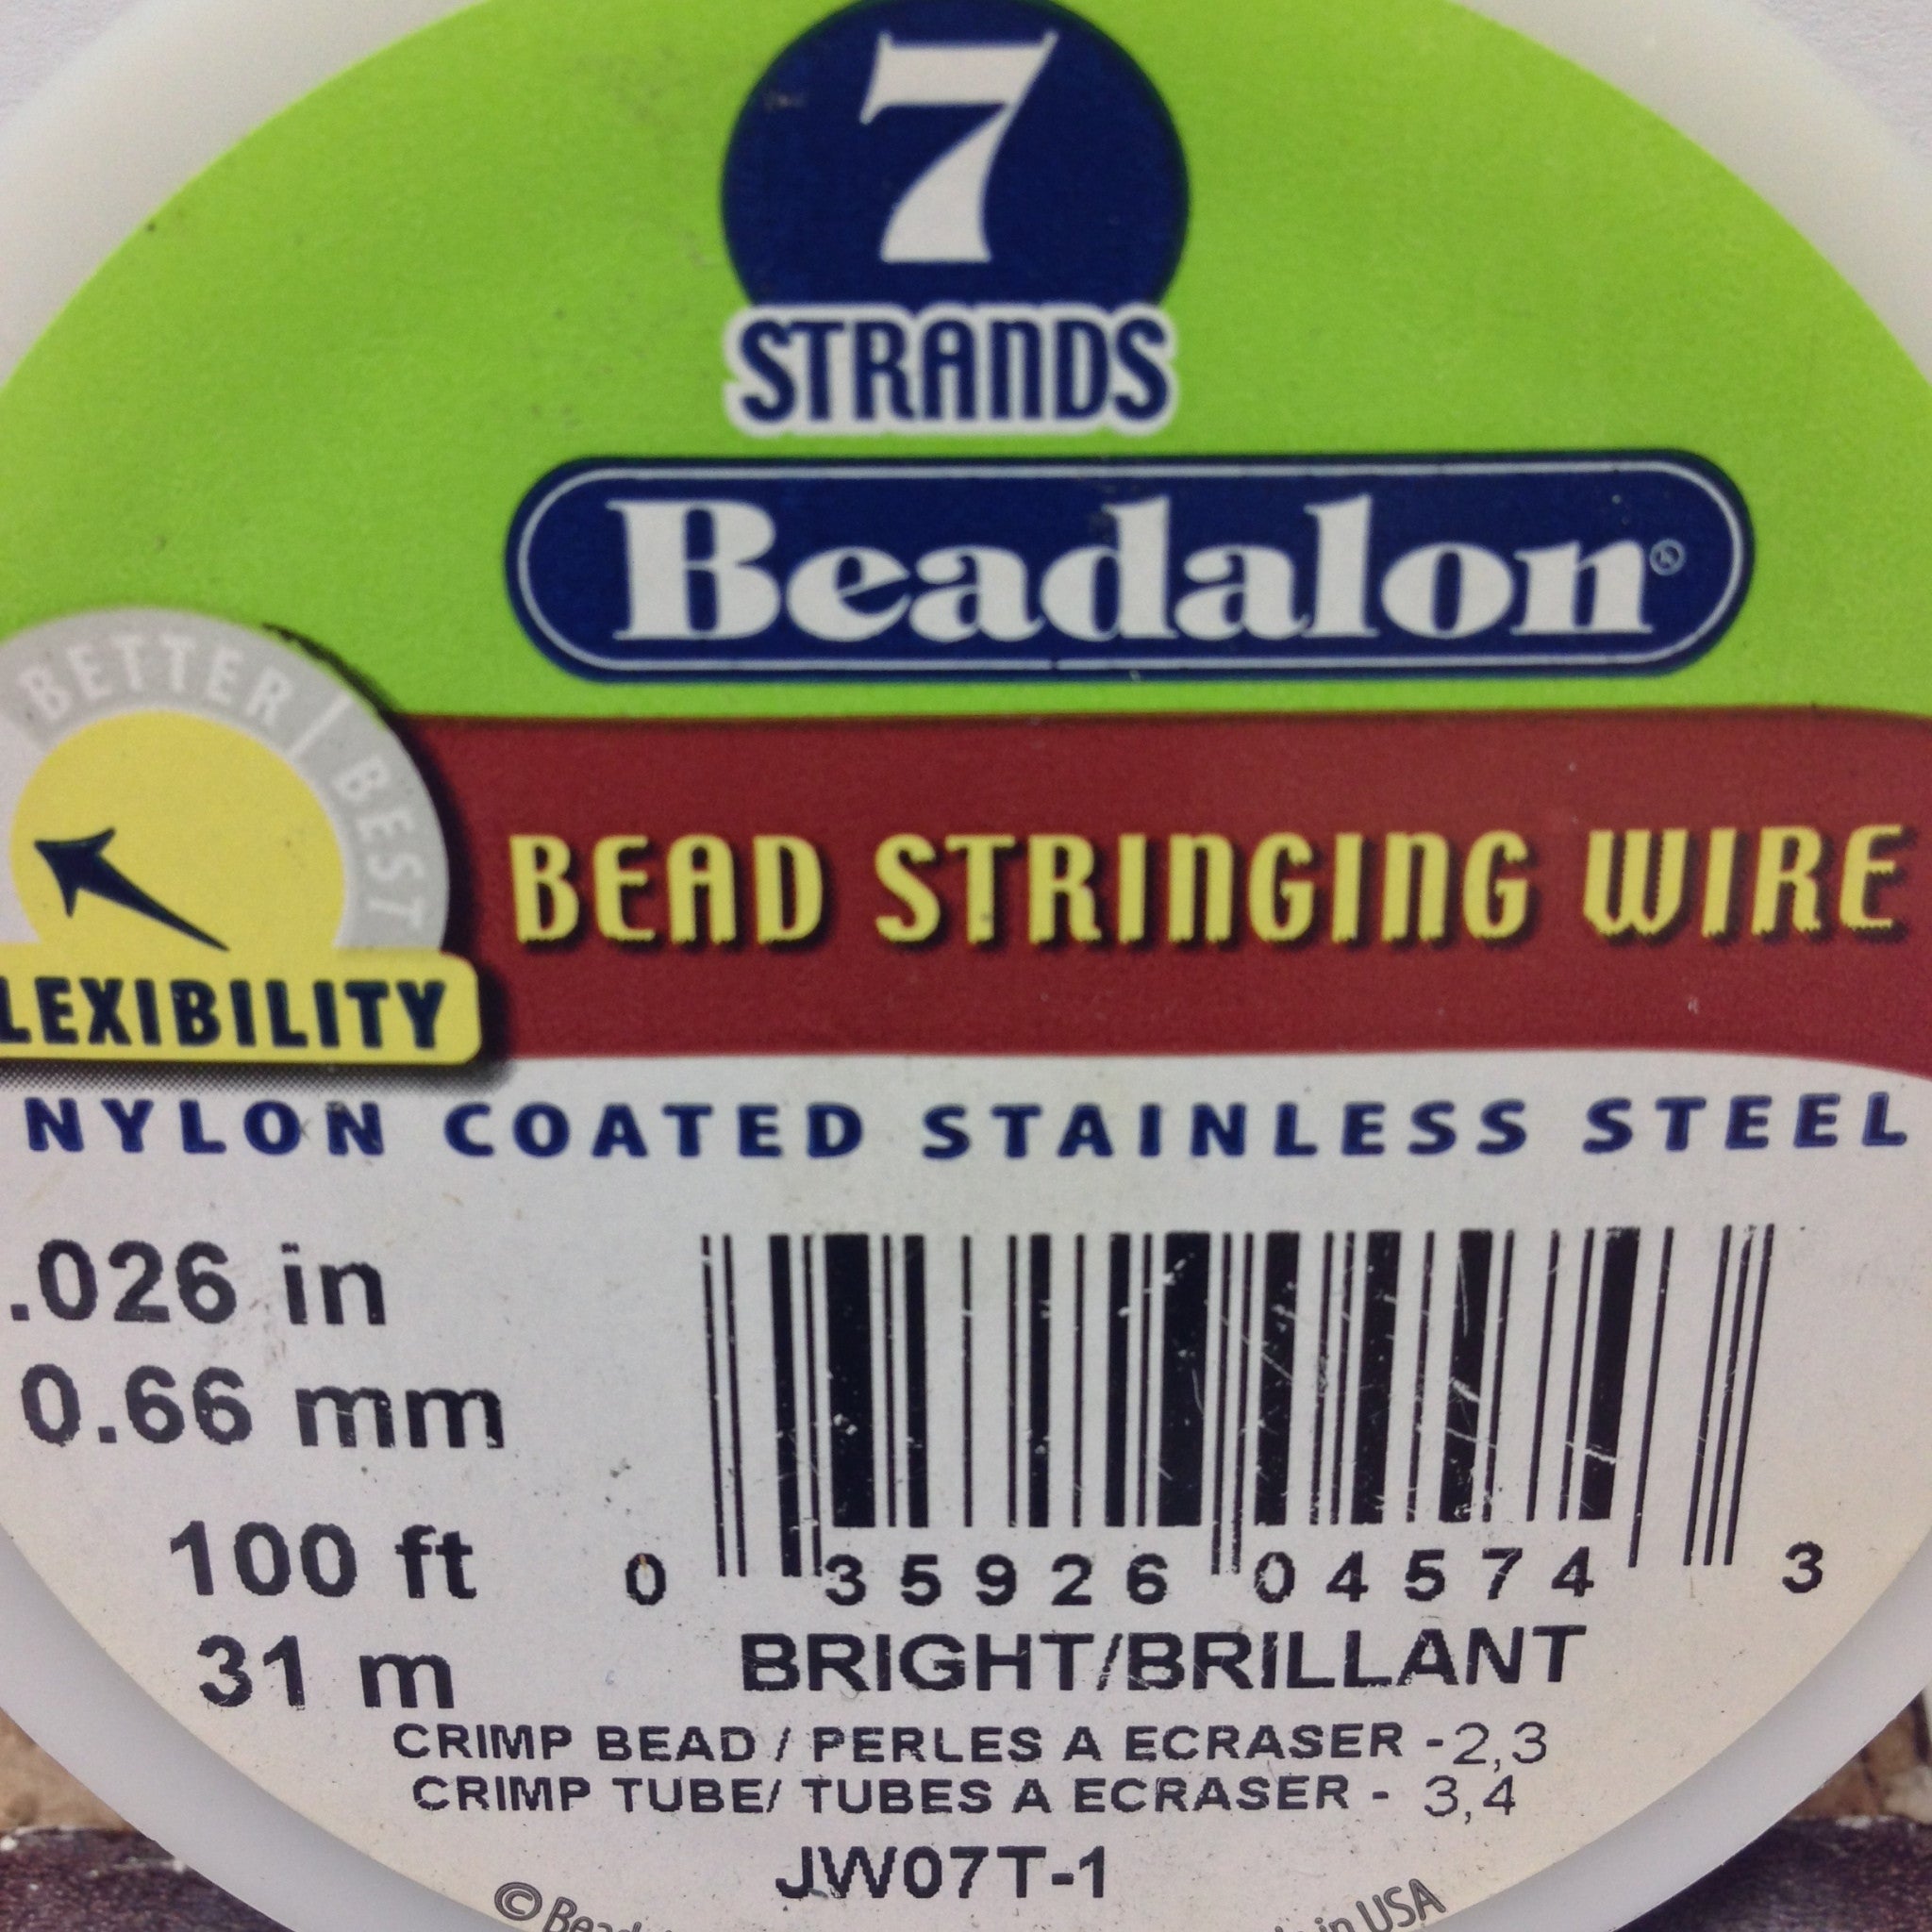 7
STRANDS
Beadalon®
BETTER | BEST
BEAD STRINGING WIRE
LEXIBILITY
NYLON COATED STAINLESS STEEL
.026 in
0.66 mm
100 ft
31 m
0 35926 04574 3
BRIGHT/BRILLANT
CRIMP BEAD / PERLES A ECRASER -2,3
CRIMP TUBE/ TUBES A ECRASER - 3,4
JW07T-1
© in USA